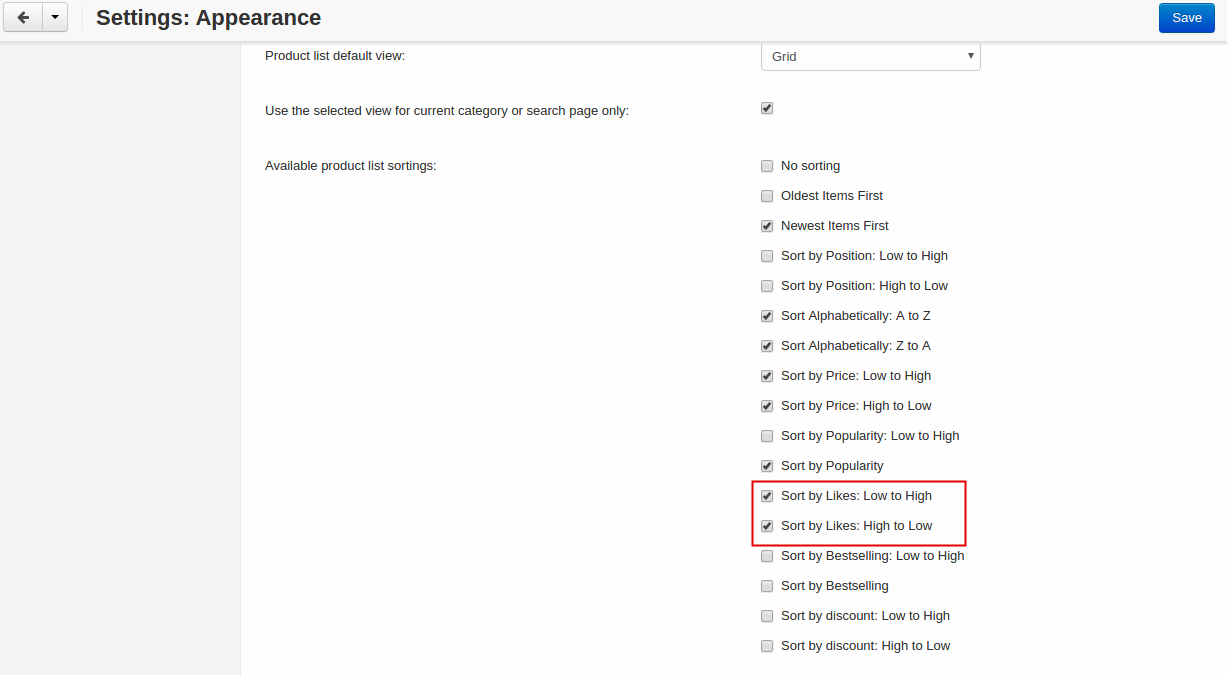 Settings: Appearance
Save
Product list default view:
Grid
Use the selected view for current category or search page only:
Available product list sortings:
No sorting
Oldest Items First
Newest Items First
Sort by Position: Low to High
Sort by Position: High to Low
Sort Alphabetically: A to Z
Sort Alphabetically: Z to A
Sort by Price: Low to High
Sort by Price: High to Low
Sort by Popularity: Low to High
Sort by Popularity
Sort by Likes: Low to High
Sort by Likes: High to Low
Sort by Bestselling: Low to High
Sort by Bestselling
Sort by discount: Low to High
Sort by discount: High to Low